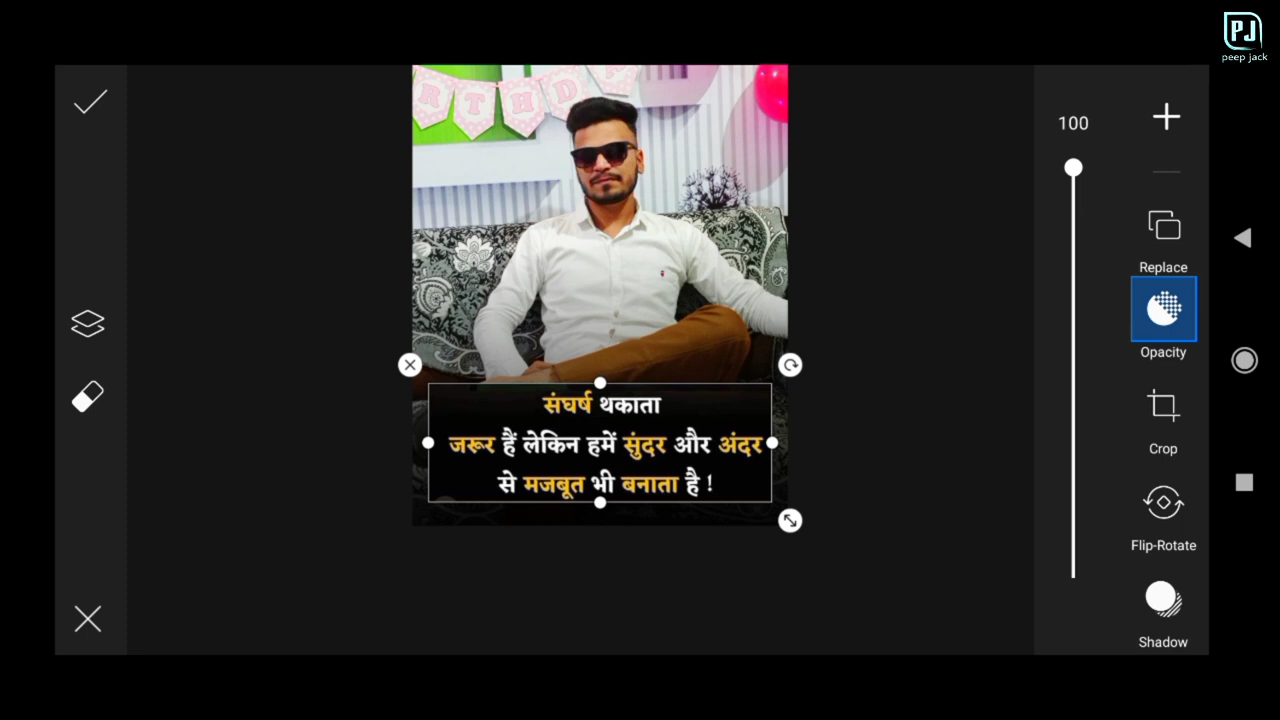 PJ
peep jack
RTHD
100
Replace
Opacity
Crop
Flip-Rotate
Shadow
संघर्ष थकाता
जरूर हैं लेकिन हमें सुंदर और अंदर
से मजबूत भी बनाता है !